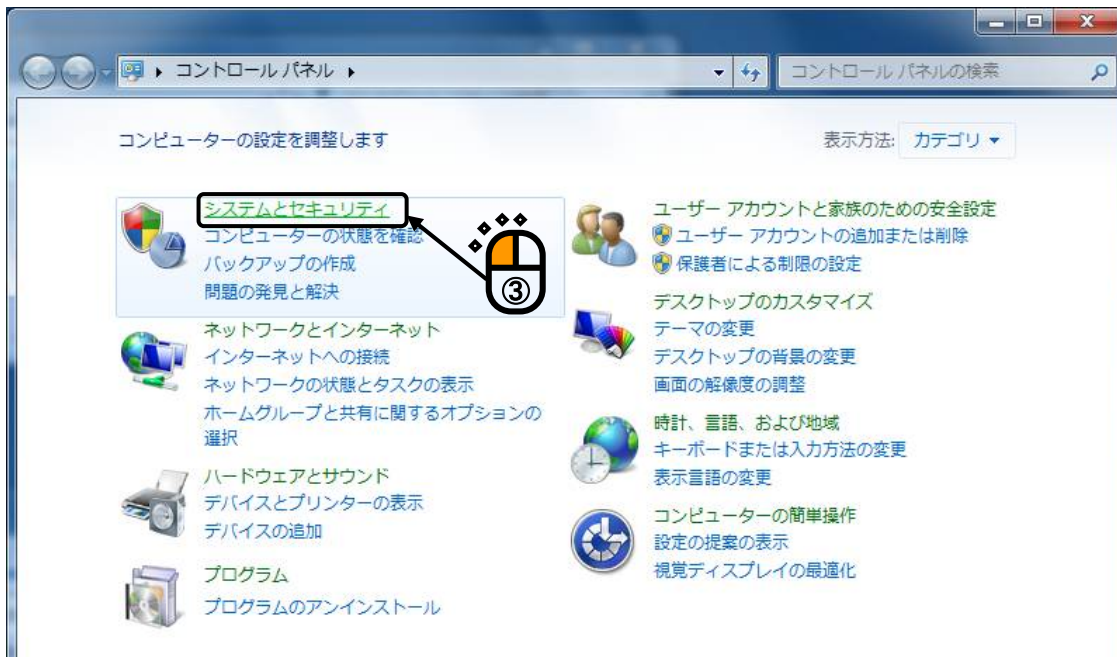 コントロール パネル
コントロール パネルの検索
コンピューターの設定を調整します
表示方法: カテゴリ
システムとセキュリティ
コンピューターの状態を確認
バックアップの作成
問題の発見と解決
③
ネットワークとインターネット
インターネットへの接続
ネットワークの状態とタスクの表示
ホームグループと共有に関するオプションの
選択
ハードウェアとサウンド
デバイスとプリンターの表示
デバイスの追加
プログラム
プログラムのアンインストール
ユーザー アカウントと家族のための安全設定
ユーザー アカウントの追加または削除
保護者による制限の設定
デスクトップのカスタマイズ
テーマの変更
デスクトップの背景の変更
画面の解像度の調整
時計、言語、および地域
キーボードまたは入力方法の変更
表示言語の変更
コンピューターの簡単操作
設定の提案の表示
視覚ディスプレイの最適化